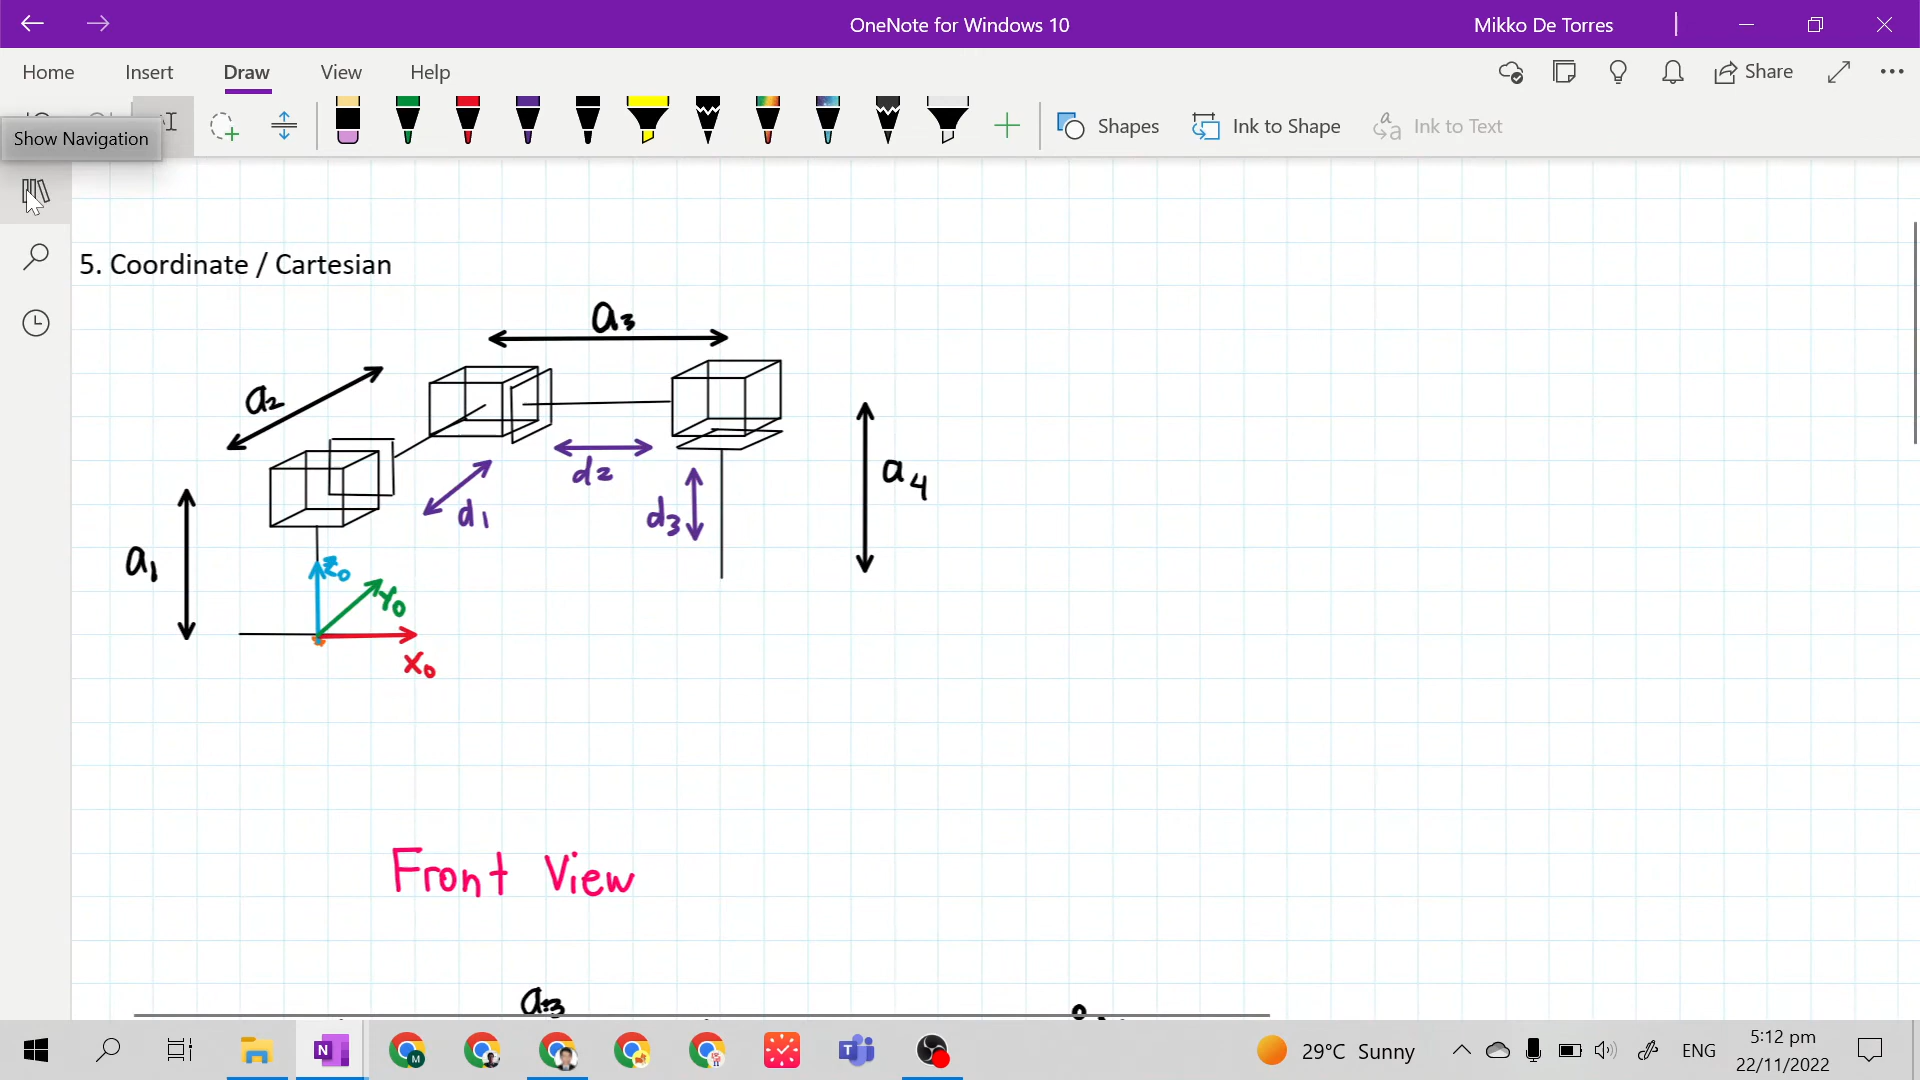 OneNote for Windows 10
Mikko De Torres
Home Insert Draw View Help
Share
Shapes Ink to Shape Ink to Text
Show Navigation
5. Coordinate / Cartesian
a3
a2
d2
a4
d1
d3
a1
z0
Y0
x0
Front View
a3
29°C Sunny
ENG
5:12 pm
22/11/2022